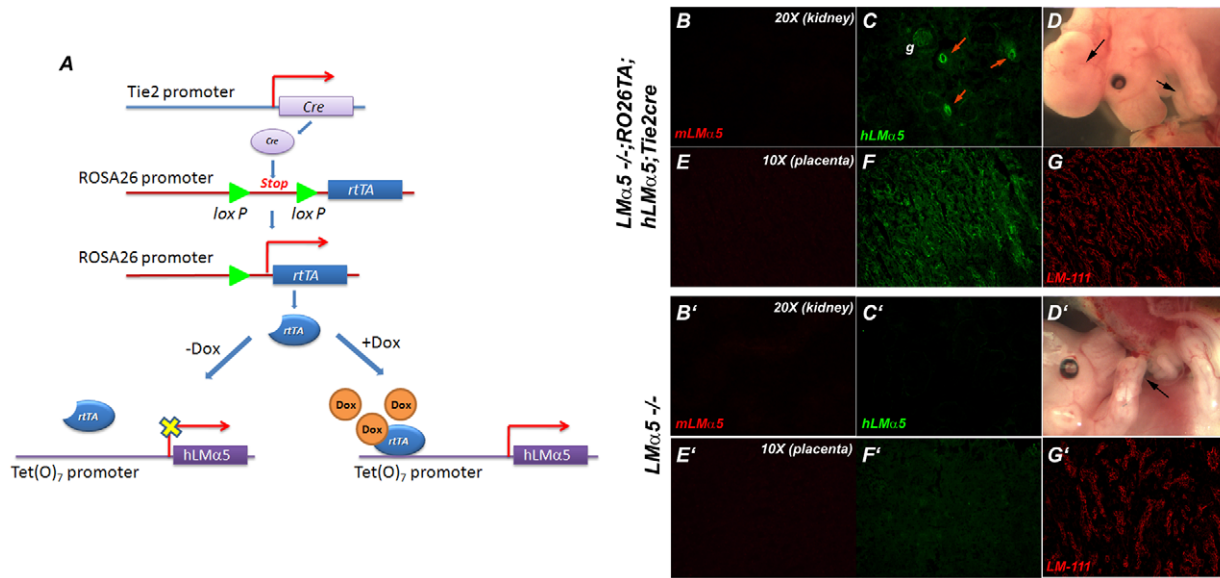 A
Tie2 promoter
Cre
Cre
ROSA26 promoter
Stop
rtTA
lox P
lox P
ROSA26 promoter
rtTA
rtTA
-Dox
+Dox
rtTA
Dox
Dox
Dox
rtTA
hLMα5
hLMα5
Tet(O)7 promoter
Tet(O)7 promoter
LMα5 -/-;RO26TA;
hLMα5;Tie2cre
B
20X (kidney)
mLMα5
C
g
hLMα5
D
E
10X (placenta)
F
G
LM-111
LMα5 -/-
B'
20X (kidney)
mLMα5
C'
hLMα5
D'
E'
10X (placenta)
F'
G'
LM-111